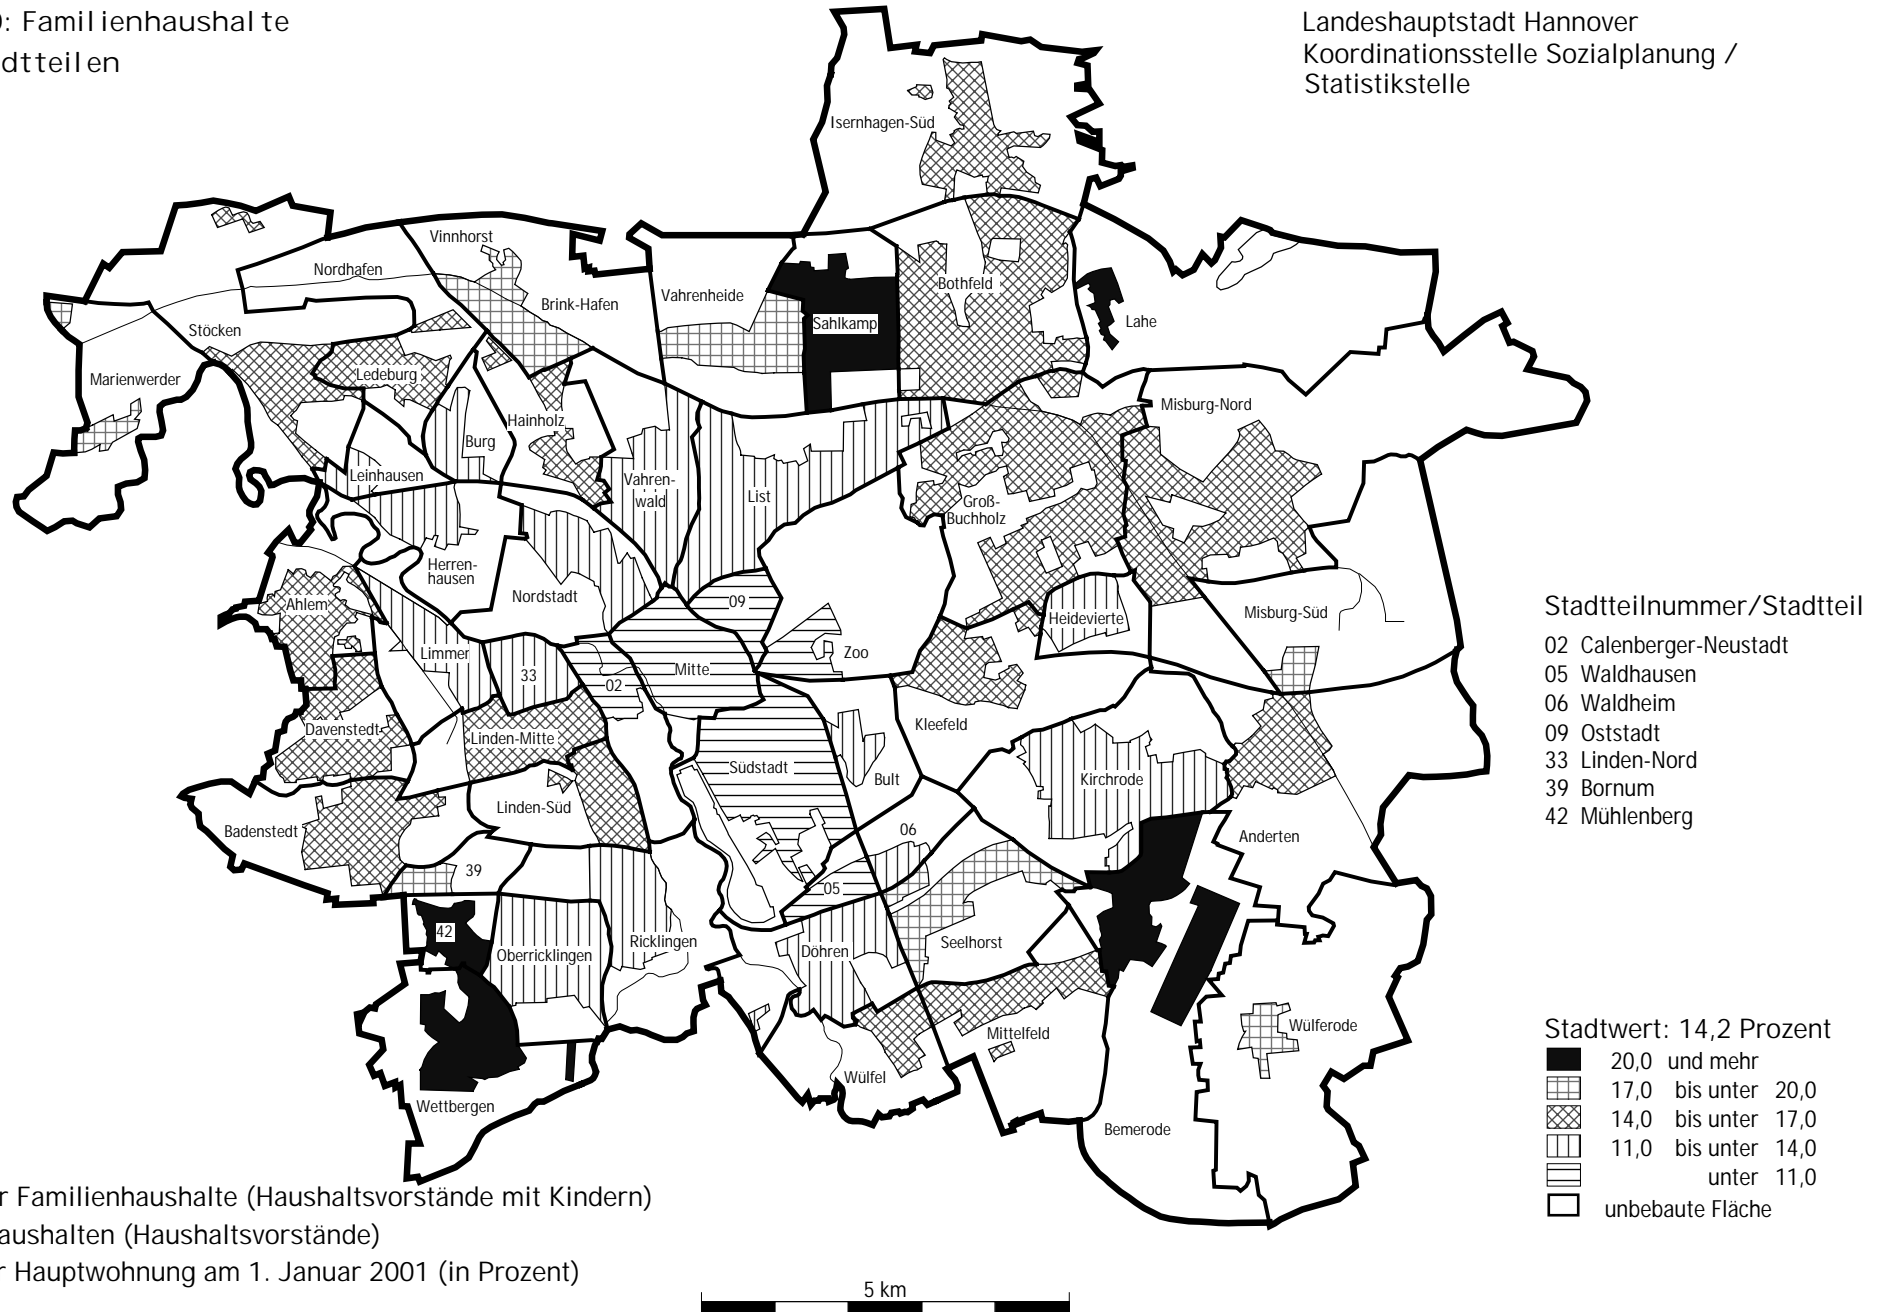 : Familienhaushalte
dtteilen
Landeshauptstadt Hannover
Koordinationsstelle Sozialplanung /
Statistikstelle
Isernhagen-Süd
Vinnhorst
Nordhafen
Brink-Hafen
Vahrenheide
Bothfeld
Sahlkamp
Lahe
Stöcken
Marienwerder
Ledeburg
Hainholz
Burg
Leinhausen
Misburg-Nord
Vahren-
wald
List
Groß-
Buchholz
Herren-
hausen
Nordstadt
Ahlem
09
Heidevierte
Misburg-Süd
Limmer
33
02
Mitte
Zoo
Davenstedt
Linden-Mitte
Kleefeld
Südstadt
Bult
Kirchrode
Linden-Süd
Badenstedt
06
Anderten
39
05
42
Oberricklingen
Ricklingen
Döhren
Seelhorst
Mittelfeld
Wülferode
Wülfel
Wettbergen
Bemerode
Stadtteilnummer/Stadtteil
02 Calenberger-Neustadt
05 Waldhausen
06 Waldheim
09 Oststadt
33 Linden-Nord
39 Bornum
42 Mühlenberg
Stadtwert: 14,2 Prozent
20,0 und mehr
17,0 bis unter 20,0
14,0 bis unter 17,0
11,0 bis unter 14,0
unter 11,0
unbebaute Fläche
r Familienhaushalte (Haushaltsvorstände mit Kindern)
aushalten (Haushaltsvorstände)
r Hauptwohnung am 1. Januar 2001 (in Prozent)
5 km